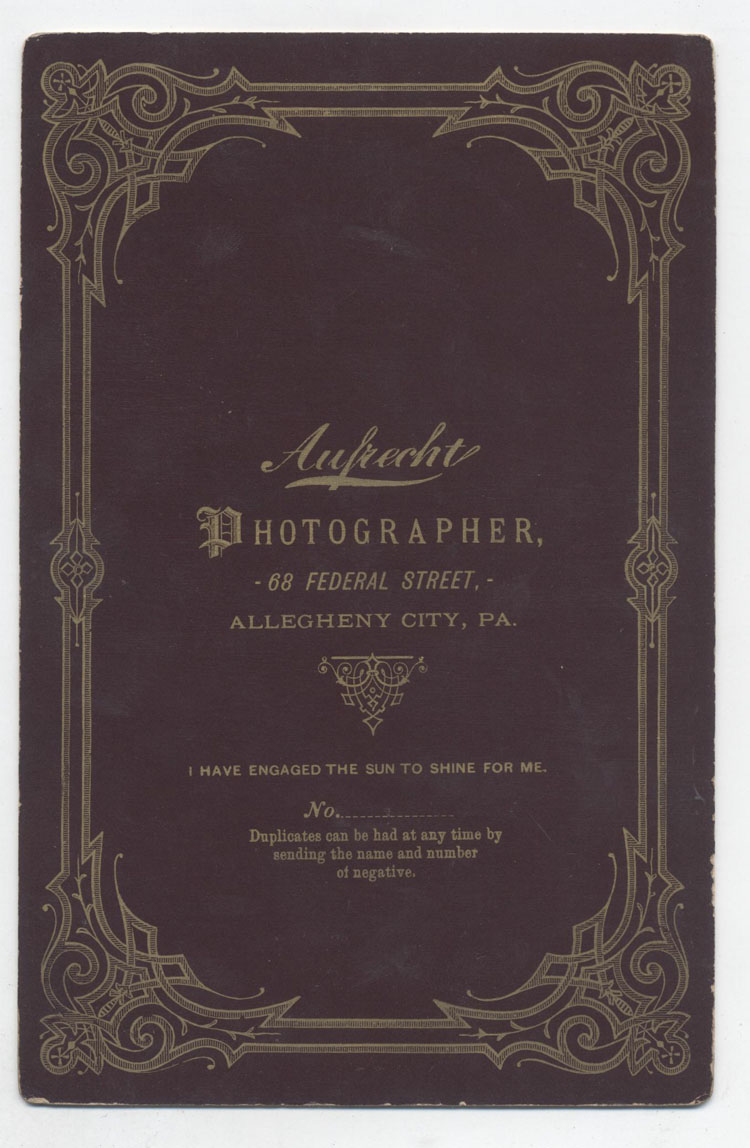 Aufrecht
PHOTOGRAPHER,
- 68 FEDERAL STREET, -
ALLEGHENY CITY, PA.
I HAVE ENGAGED THE SUN TO SHINE FOR ME.
No.
Duplicates can be had at any time by
sending the name and number
of negative.